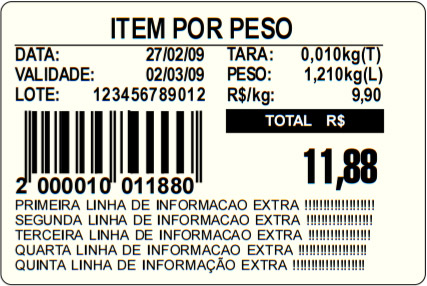 ITEM POR PESO
DATA: 27/02/09 TARA: 0,010kg(T)
VALIDADE: 02/03/09 PESO: 1,210kg(L)
LOTE: 123456789012 R$/kg: 9,90
TOTAL R$
11,88
2 000010 011880
PRIMEIRA LINHA DE INFORMACAO EXTRA !!!!!!!!!!!!!!!!!!!
SEGUNDA LINHA DE INFORMACAO EXTRA !!!!!!!!!!!!!!!!!!
TERCEIRA LINHA DE INFORMACAO EXTRA !!!!!!!!!!!!!!!!!
QUARTA LINHA DE INFORMACAO EXTRA !!!!!!!!!!!!!!!!!!!
QUINTA LINHA DE INFORMAÇÃO EXTRA !!!!!!!!!!!!!!!!!!!!